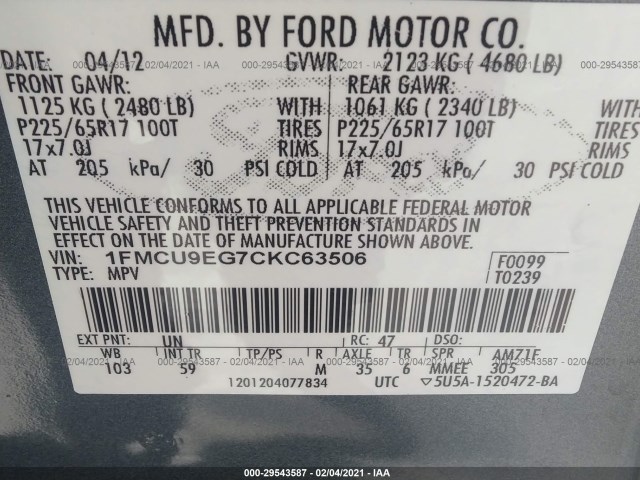 MFD. BY FORD MOTOR CO.
DATE: 04/12 GVWR: 2123 KG ( 4680 LB)
000-29543587 - 02/04/2021 - IAA 000-29543587 - 02/04/2021 - IAA
FRONT GAWR: REAR GAWR:
1125 KG ( 2480 LB) WITH 1061 KG ( 2340 LB) WITH
P225/65R17 100T TIRES P225/65R17 100T TIRES
17x7.0J RIMS 17x7.0J RIMS
AT 205 kPa/ 30 PSI COLD AT 205 kPa/ 30 PSI COLD
THIS VEHICLE CONFORMS TO ALL APPLICABLE FEDERAL MOTOR
VEHICLE SAFETY AND THEFT PREVENTION STANDARDS IN
EFFECT ON THE DATE OF MANUFACTURE SHOWN ABOVE.
VIN: 1FMCU9EG7CKC63506 F0099
TYPE: MPV T0239
EXT PNT: UN RC: 47 DSO:
WB INT TR TP/PS R AXLE TR SPR AM71F
000-29543587 - 02/04/2021 - IAA 000-29543587 - 02/04/2021 - IAA
103 59 M 35 6 MMEE 305
1201204077834 UTC ▽5U5A-1520472-BA
000-29543587 - 02/04/2021 - IAA